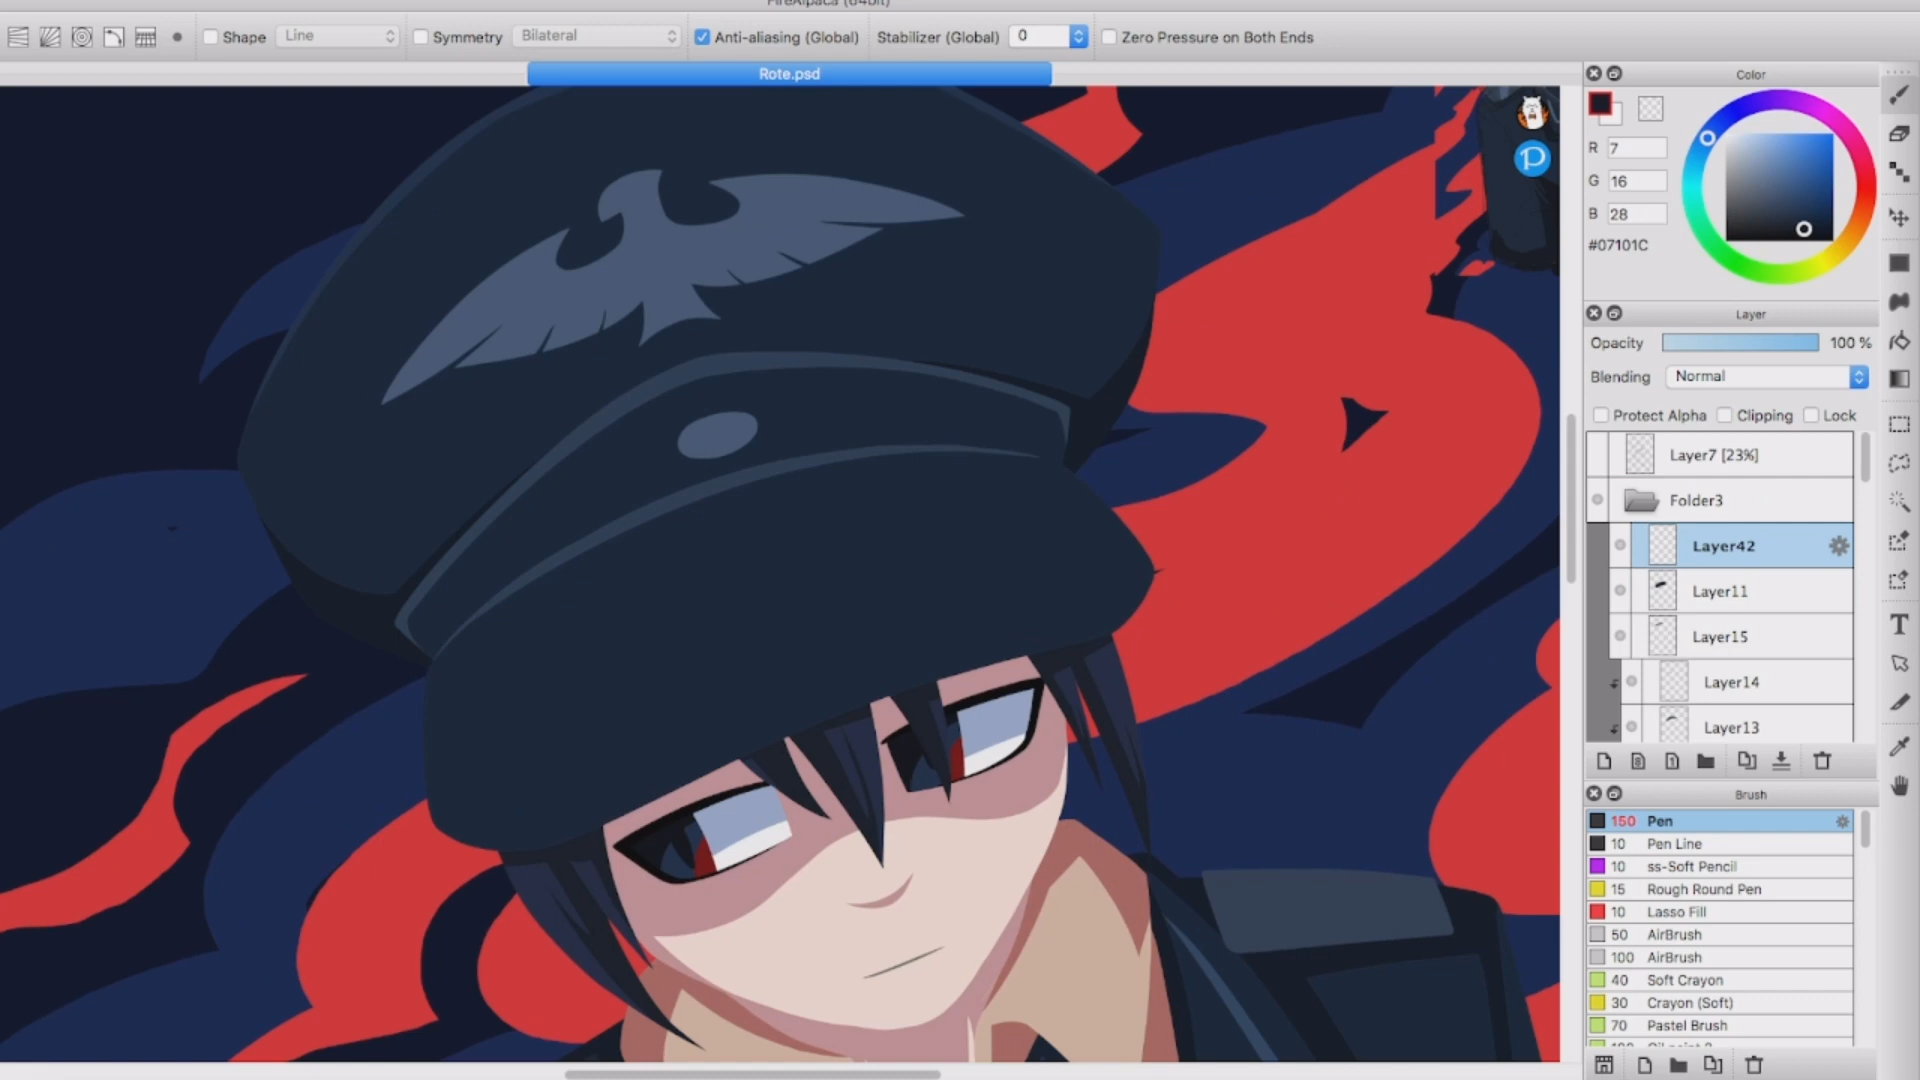 FireAlpaca (64bit)
Shape Line Symmetry Bilateral Anti-aliasing (Global) Stabilizer (Global) 0 Zero Pressure on Both Ends
Rote.psd
Color
R 7
G 16
B 28
#07101C
Layer
Opacity 100 %
Blending Normal
Protect Alpha Clipping Lock
Layer7 [23%]
Folder3
Layer42
Layer11
Layer15
Layer14
Layer13
Brush
150 Pen
10 Pen Line
10 ss-Soft Pencil
15 Rough Round Pen
10 Lasso Fill
50 AirBrush
100 AirBrush
40 Soft Crayon
30 Crayon (Soft)
70 Pastel Brush